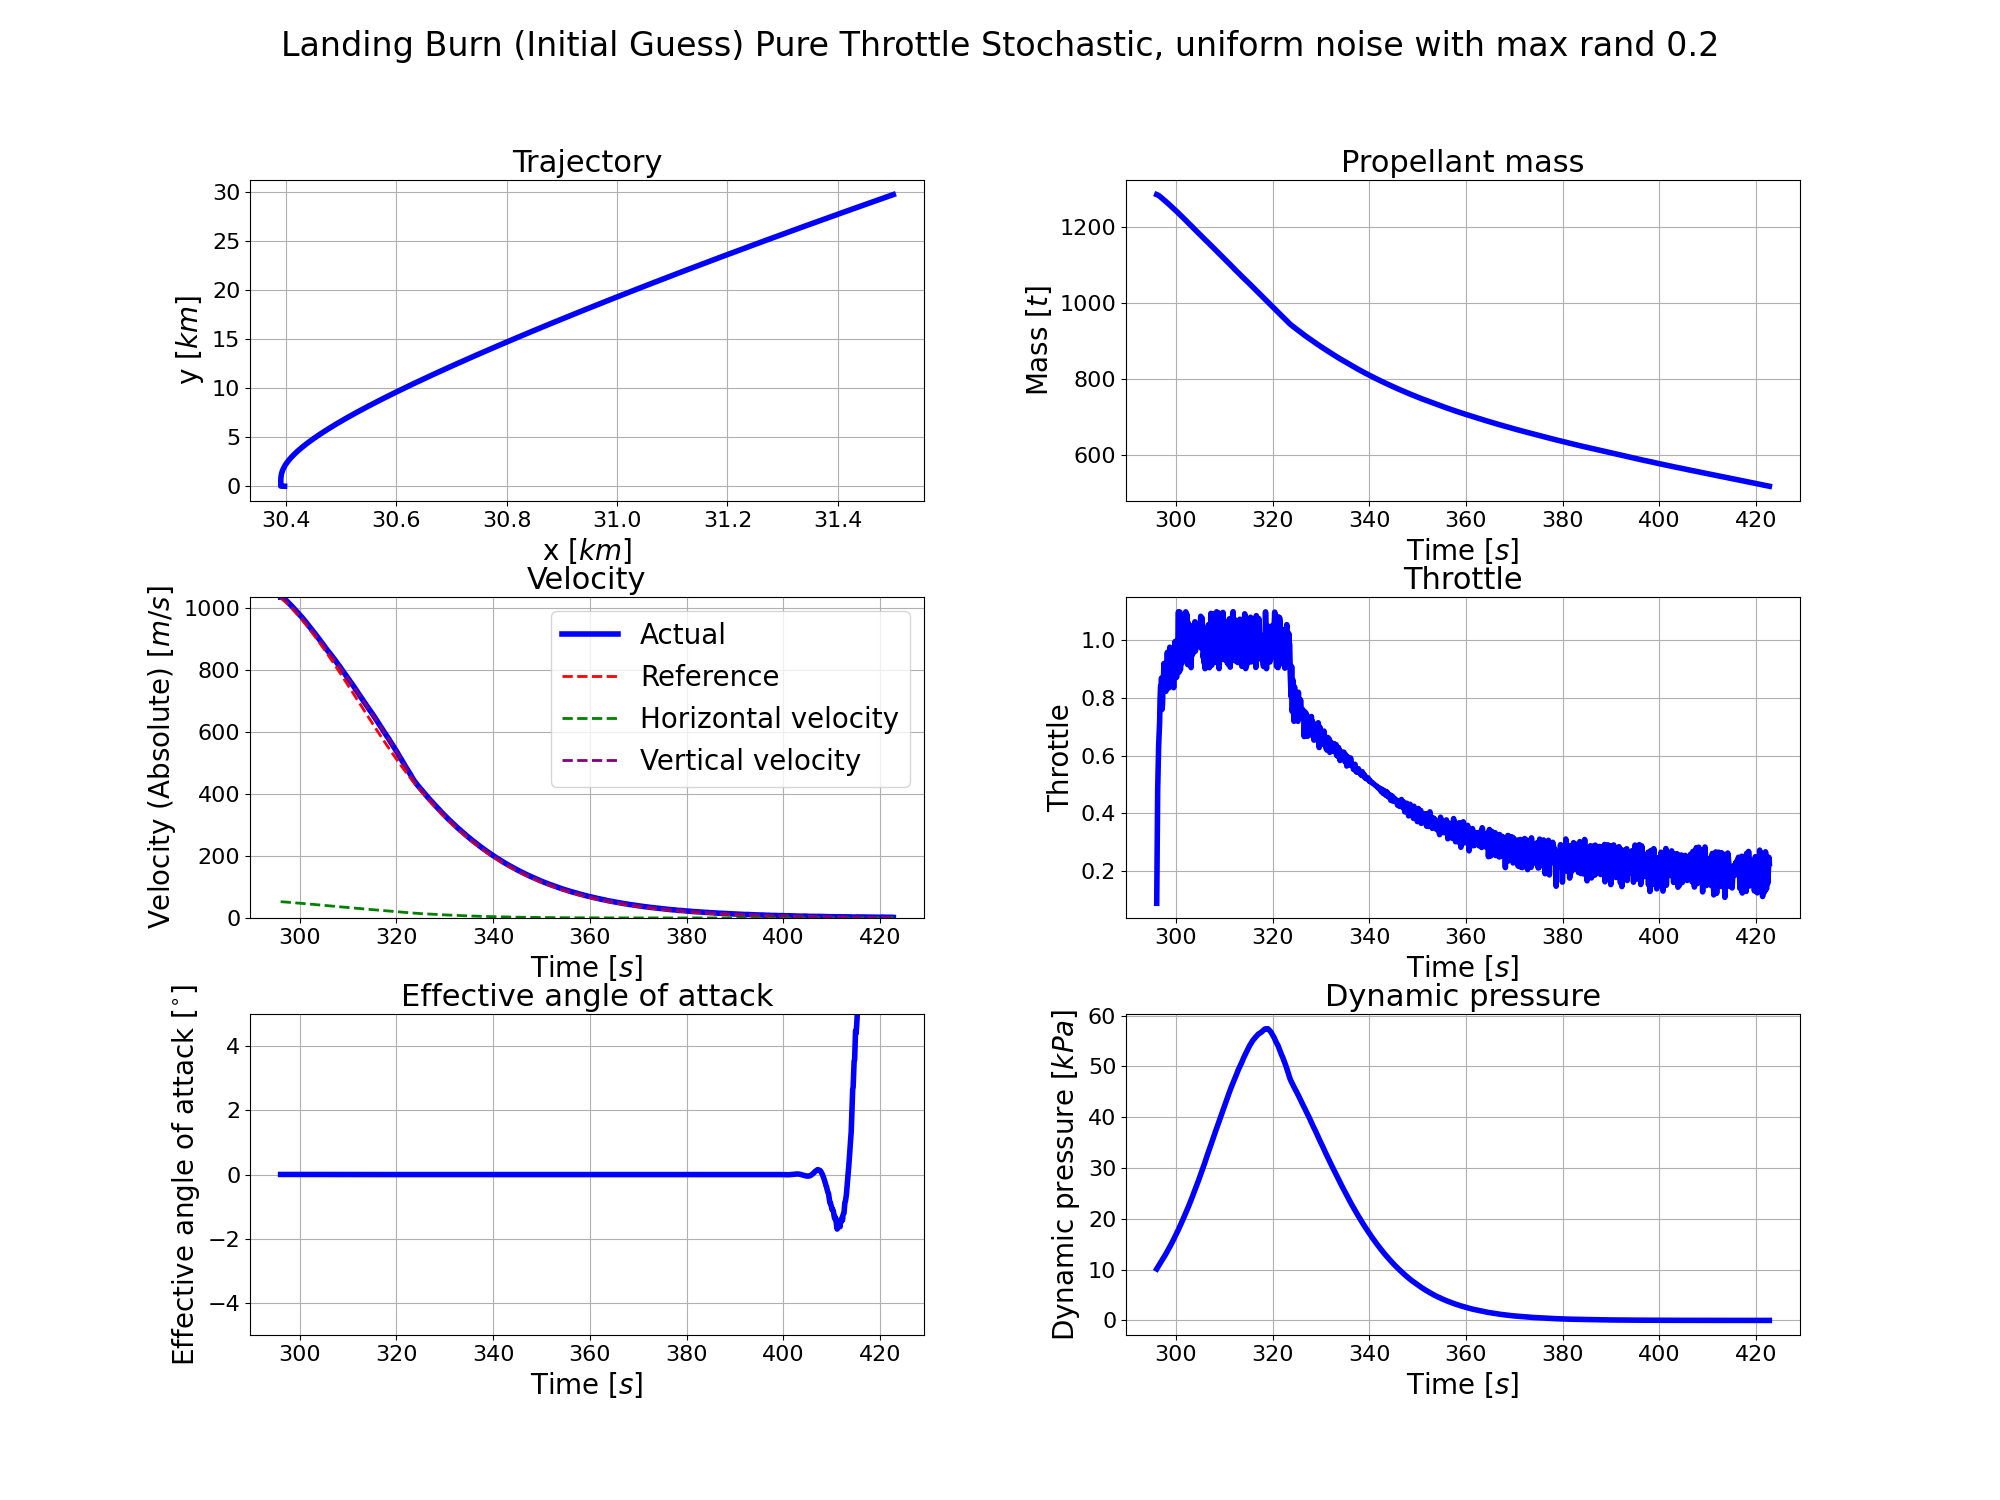 Landing Burn (Initial Guess) Pure Throttle Stochastic, uniform noise with max rand 0.2
Trajectory
y [km]
30
25
20
15
10
5
0
30.4 30.6 30.8 31.0 31.2 31.4
x [km]
Propellant mass
Mass [t]
1200
1000
800
600
300 320 340 360 380 400 420
Time [s]
Velocity
Velocity (Absolute) [m/s]
1000
800
600
400
200
0
Actual
Reference
Horizontal velocity
Vertical velocity
300 320 340 360 380 400 420
Time [s]
Throttle
Throttle
1.0
0.8
0.6
0.4
0.2
300 320 340 360 380 400 420
Time [s]
Effective angle of attack
Effective angle of attack [°]
4
2
0
−2
−4
300 320 340 360 380 400 420
Time [s]
Dynamic pressure
Dynamic pressure [kPa]
60
50
40
30
20
10
0
300 320 340 360 380 400 420
Time [s]